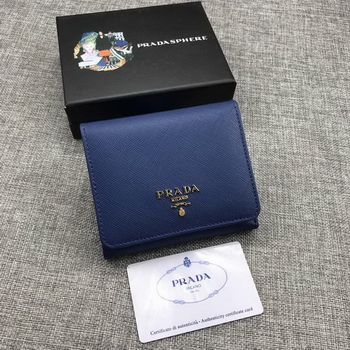 PRADASPHERE
PRADA
MILANO
PRADA
MILANO
Certificato di autenticità - Authenticity certificate card